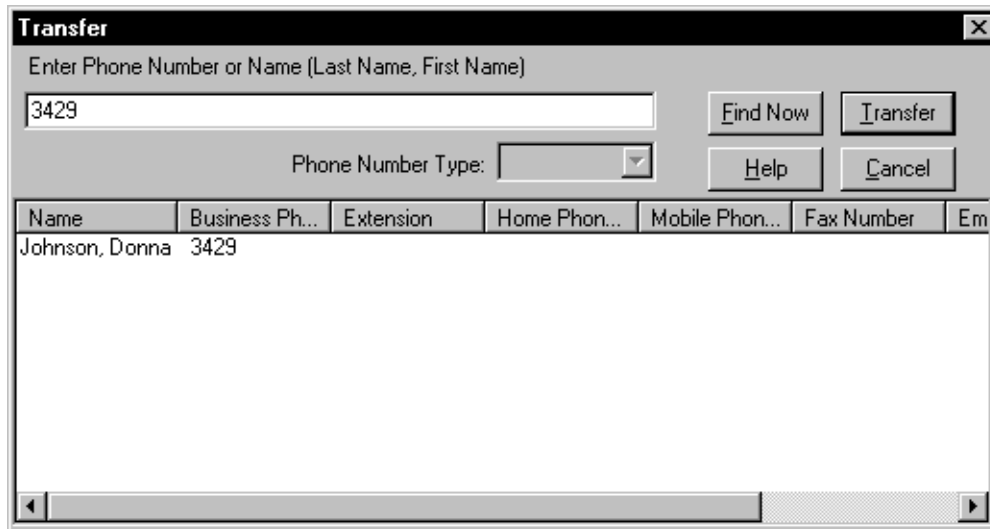 Transfer
Enter Phone Number or Name (Last Name, First Name)
3429
Find Now Transfer
Phone Number Type:
Help Cancel
Name Business Ph... Extension Home Phon... Mobile Phon... Fax Number Em
Johnson, Donna 3429